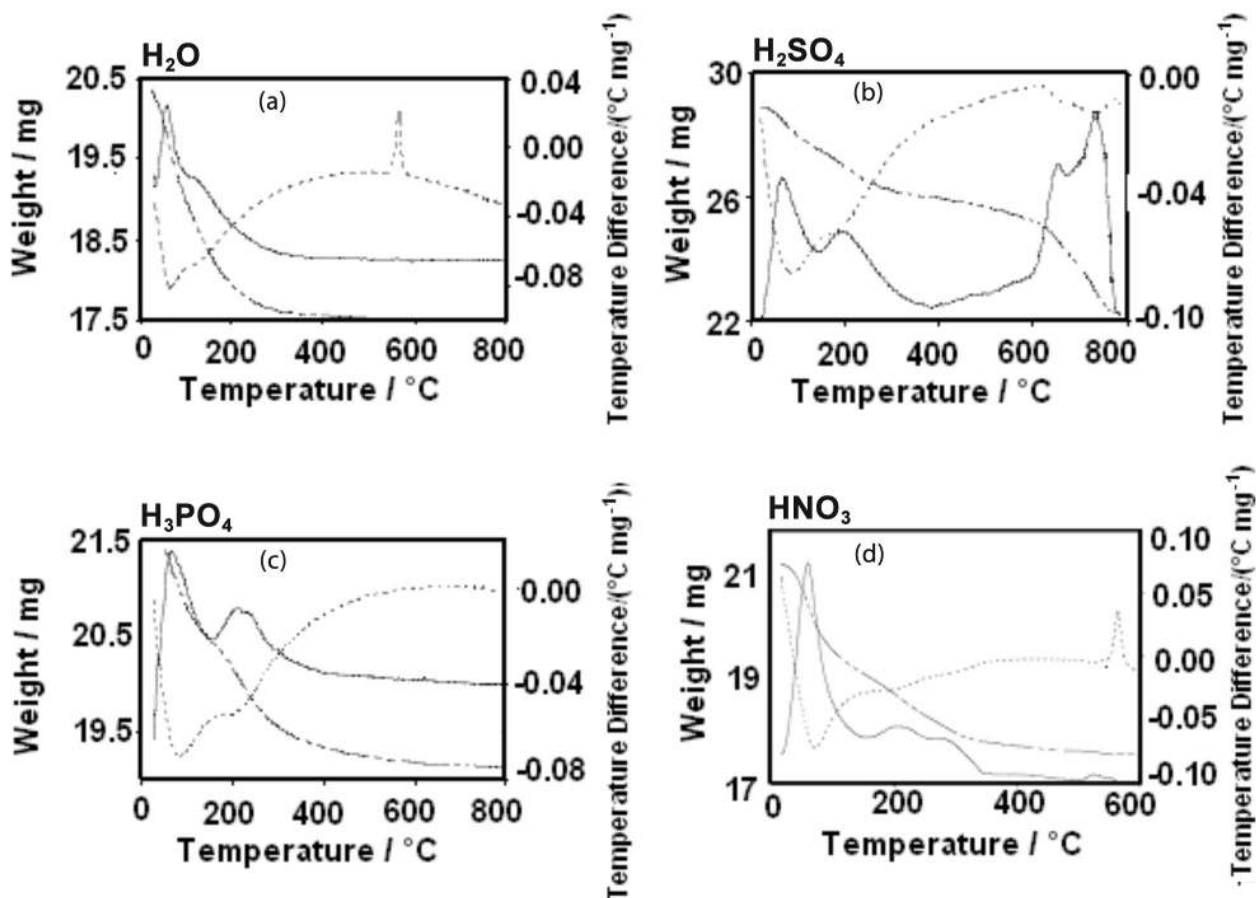 H₂O
(a)
20.5
19.5
18.5
17.5
0.04
0.00
-0.04
-0.08
0 200 400 600 800
Weight / mg
Temperature / °C
Temperature Difference/(°C mg⁻¹)
H₂SO₄
(b)
30
26
22
0.00
-0.04
-0.10
0 200 400 600 800
Weight / mg
Temperature / °C
Temperature Difference/(°C mg⁻¹)
H₃PO₄
(c)
21.5
20.5
19.5
0.00
-0.04
-0.08
0 200 400 600 800
Weight / mg
Temperature / °C
Temperature Difference/(°C mg⁻¹))
HNO₃
(d)
21
19
17
0.10
0.05
0.00
-0.05
-0.10
0 200 400 600
Weight / mg
Temperature / °C
Temperature Difference/(°C mg⁻¹)